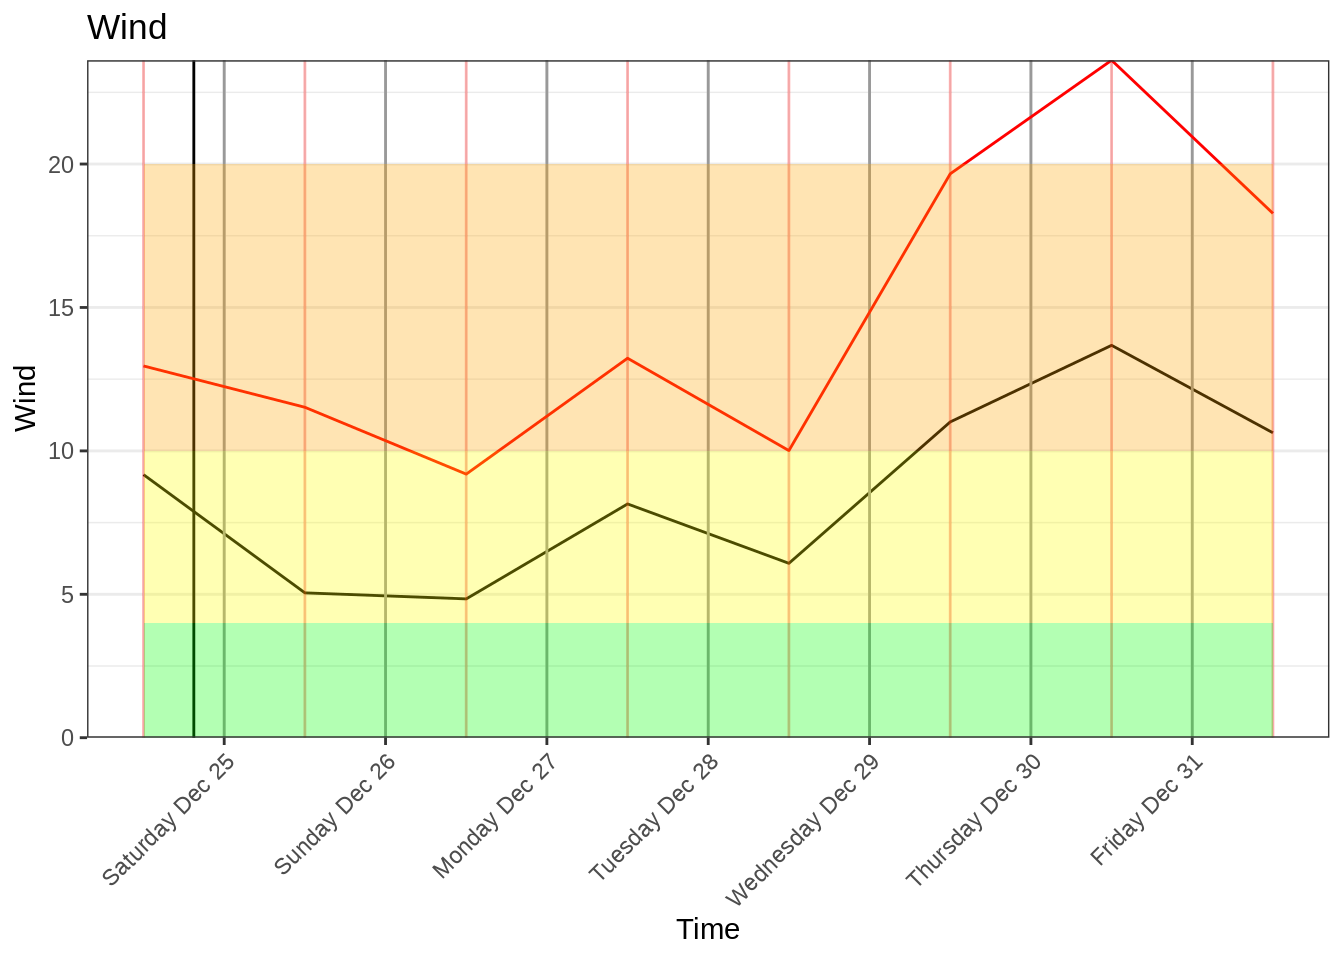 Wind
Wind
20
15
10
5
0
Saturday Dec 25
Sunday Dec 26
Monday Dec 27
Tuesday Dec 28
Wednesday Dec 29
Thursday Dec 30
Friday Dec 31
Time